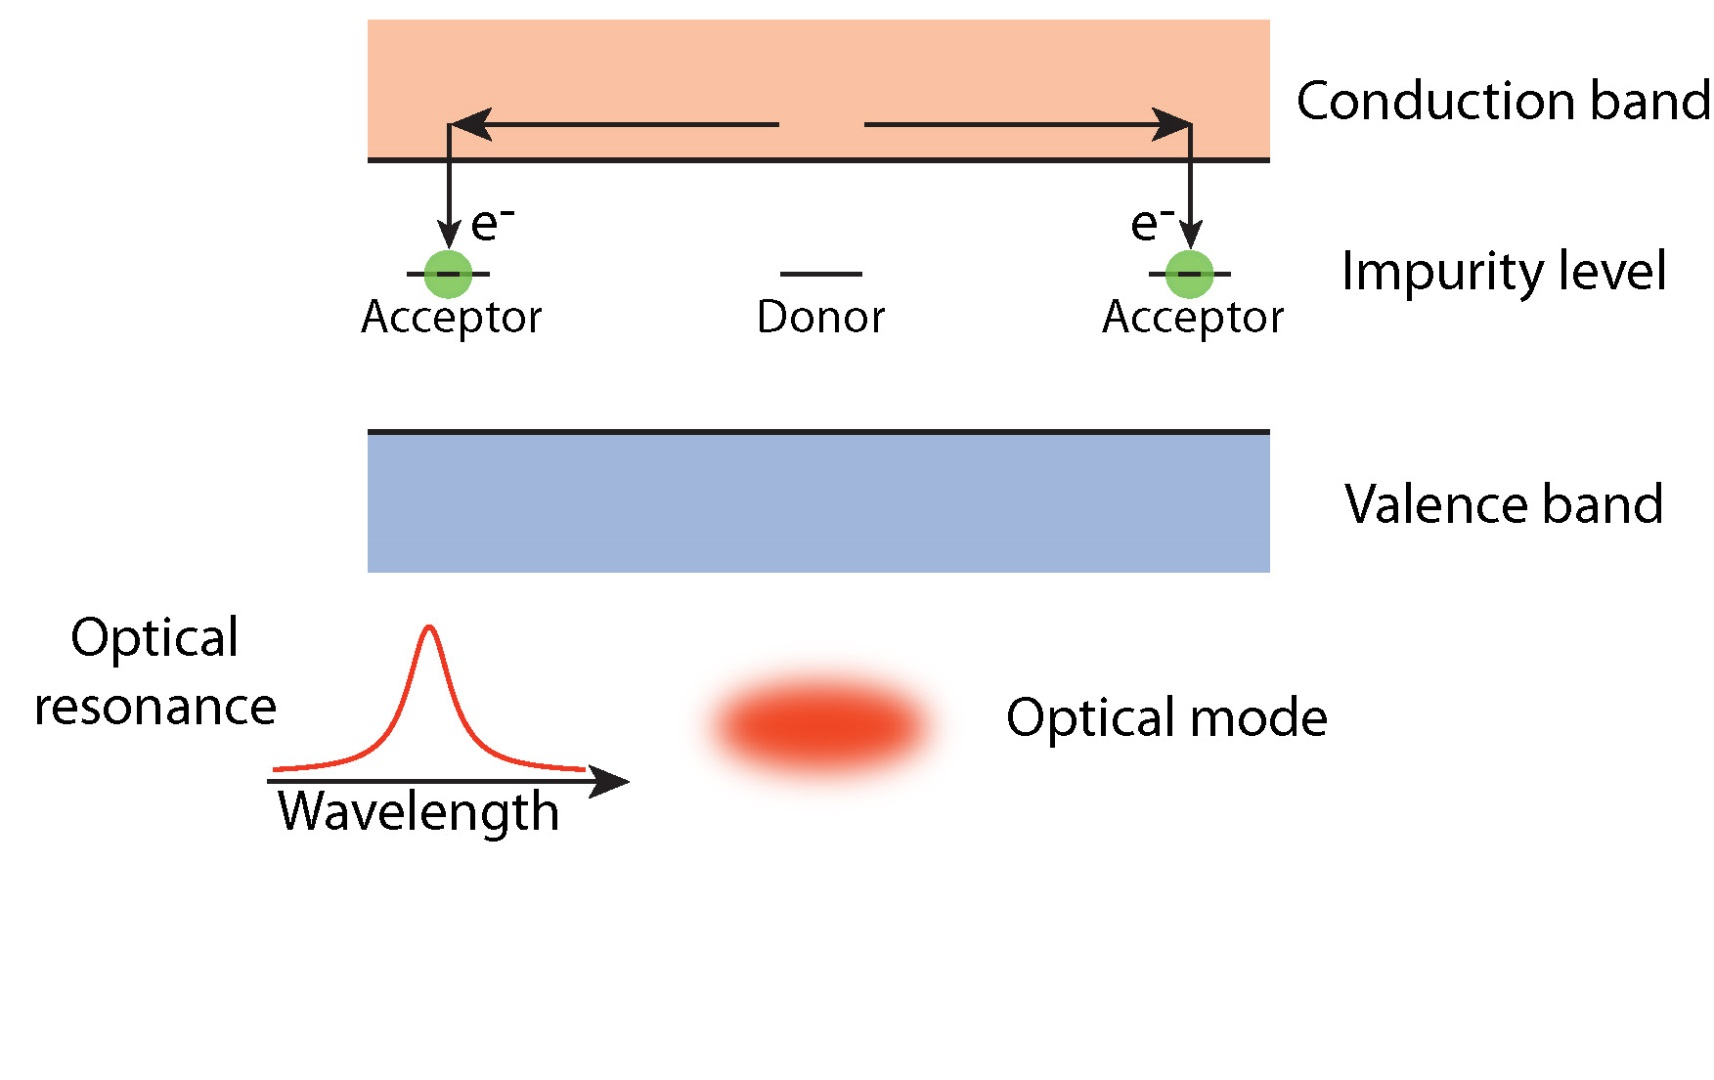 Conduction band
e⁻
e⁻
Impurity level
Acceptor
Donor
Acceptor
Valence band
Optical
resonance
Optical mode
Wavelength